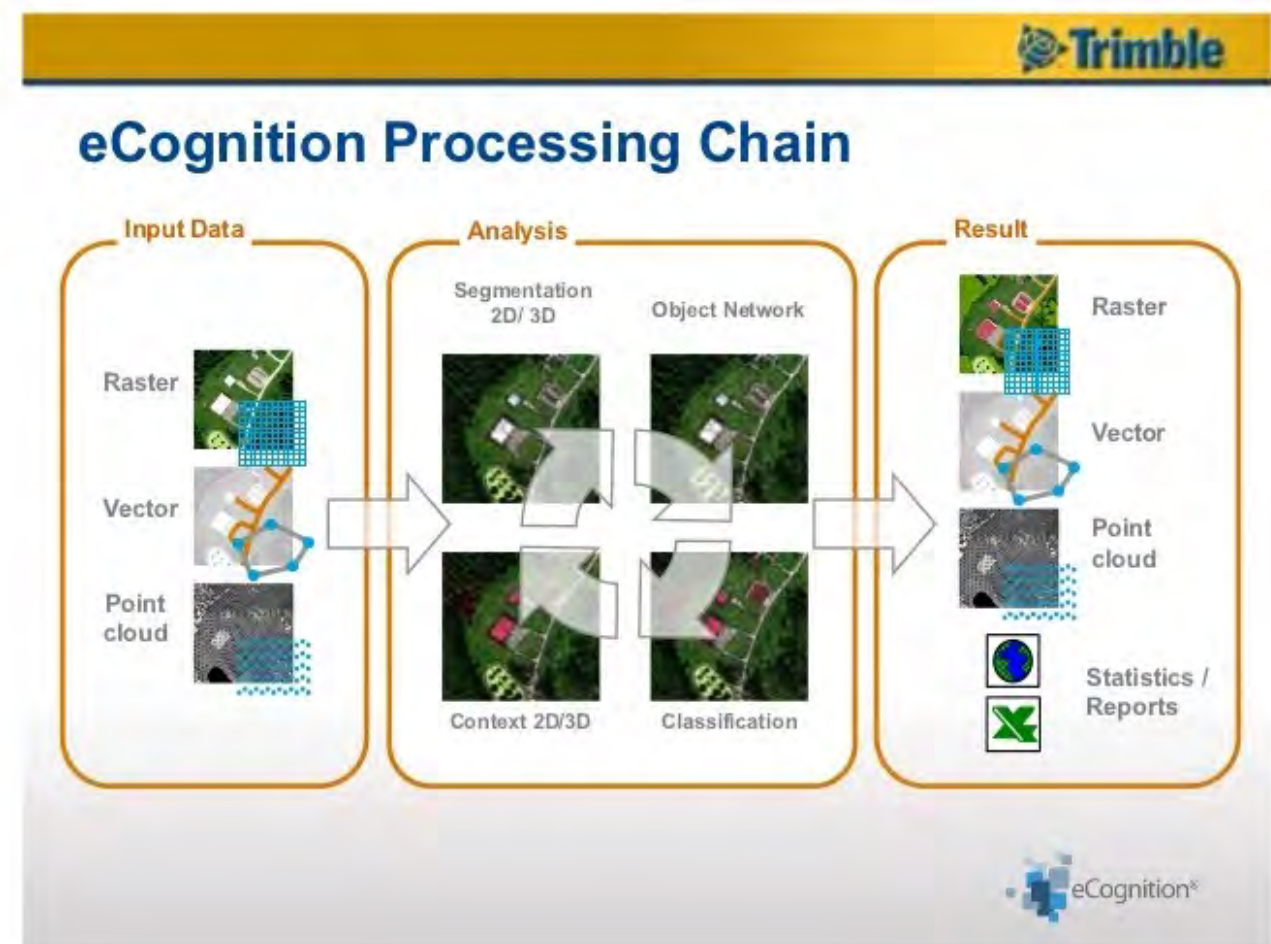 Trimble
eCognition Processing Chain
Input Data
Raster
Vector
Point
cloud
Analysis
Segmentation
2D/ 3D
Object Network
Context 2D/3D
Classification
Result
Raster
Vector
Point
cloud
Statistics /
Reports
eCognition®